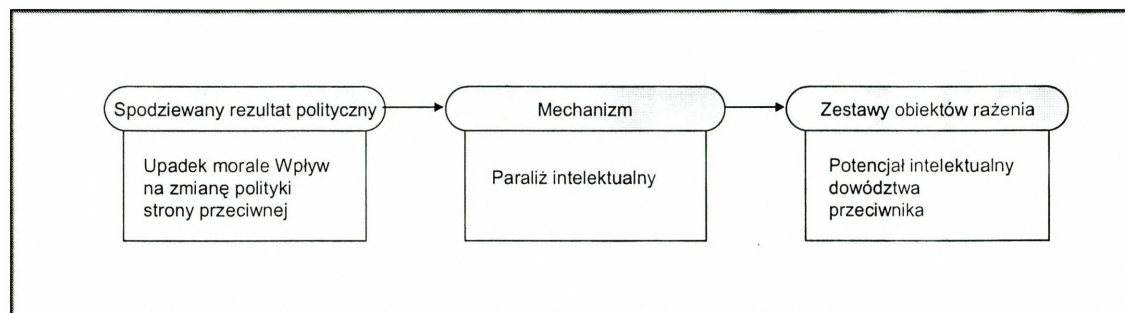 Spodziewany rezultat polityczny
Upadek morale Wpływ
na zmianę polityki
strony przeciwnej
Mechanizm
Paraliż intelektualny
Zestawy obiektów rażenia
Potencjał intelektualny
dowództwa
przeciwnika